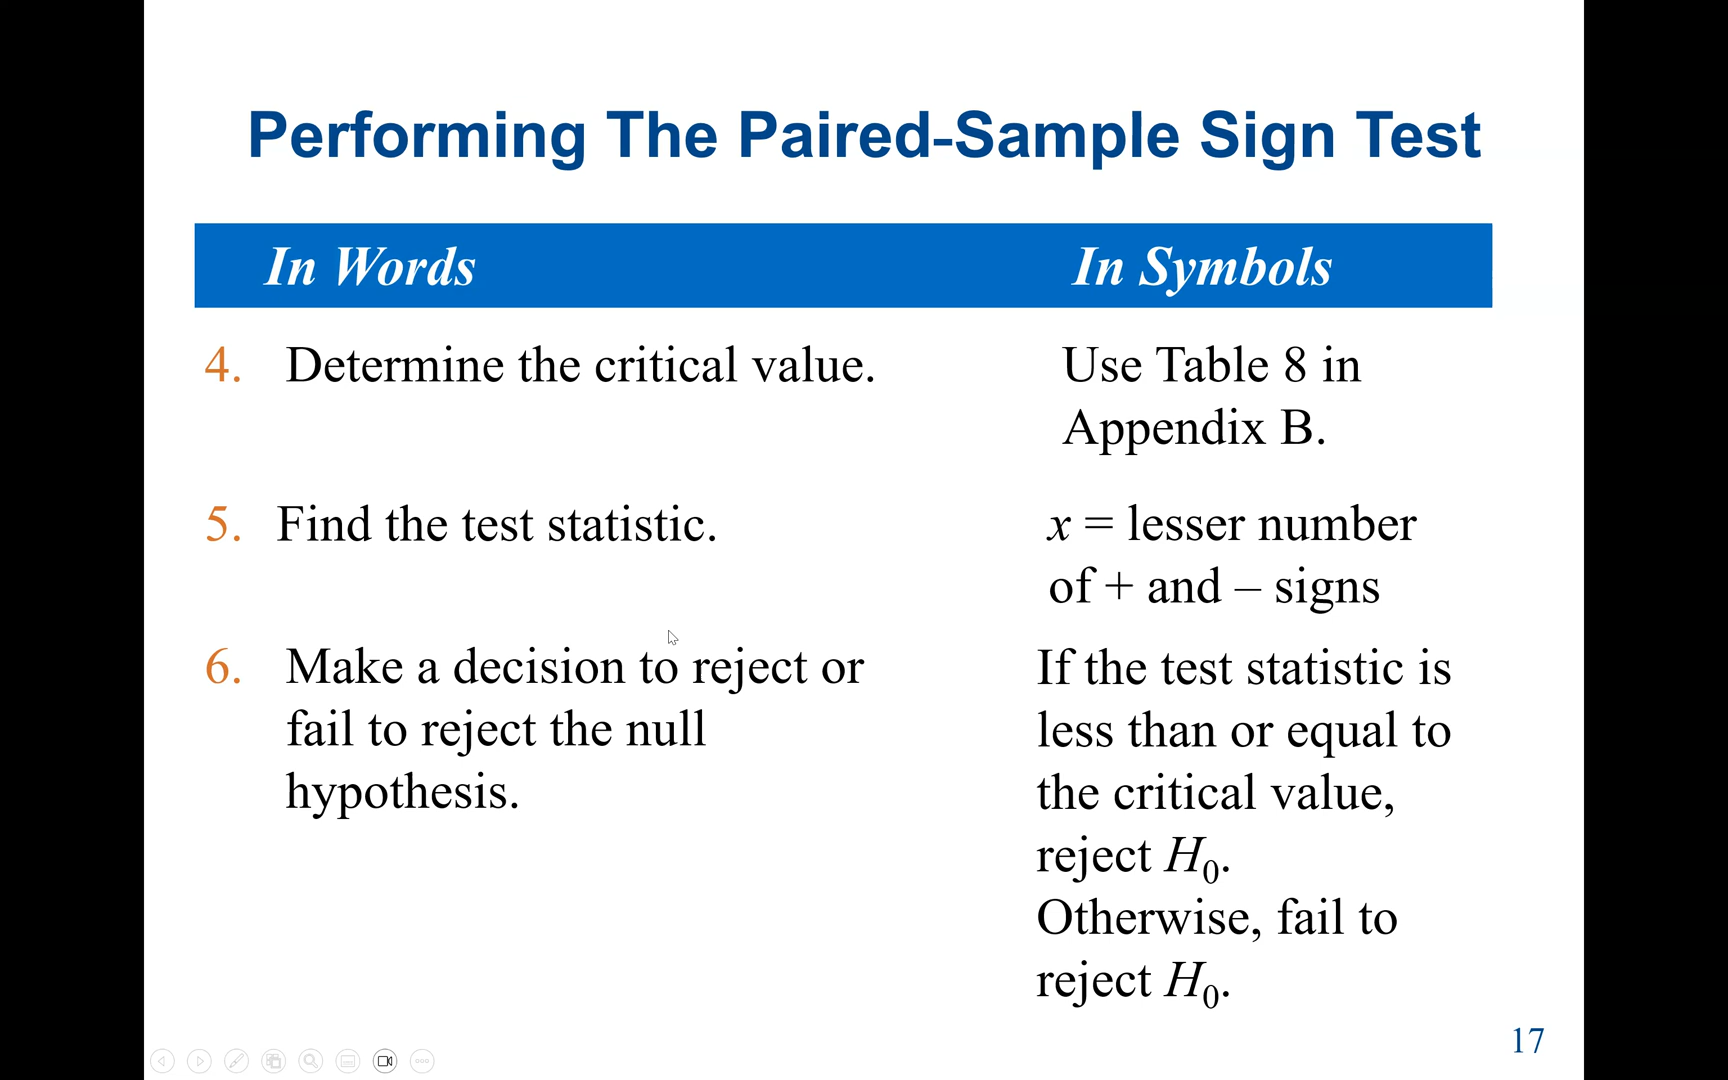 Performing The Paired-Sample Sign Test
In Words
In Symbols
4. Determine the critical value.
Use Table 8 in
Appendix B.
5. Find the test statistic.
x = lesser number
of + and – signs
6. Make a decision to reject or
fail to reject the null
hypothesis.
If the test statistic is
less than or equal to
the critical value,
reject H₀.
Otherwise, fail to
reject H₀.
17